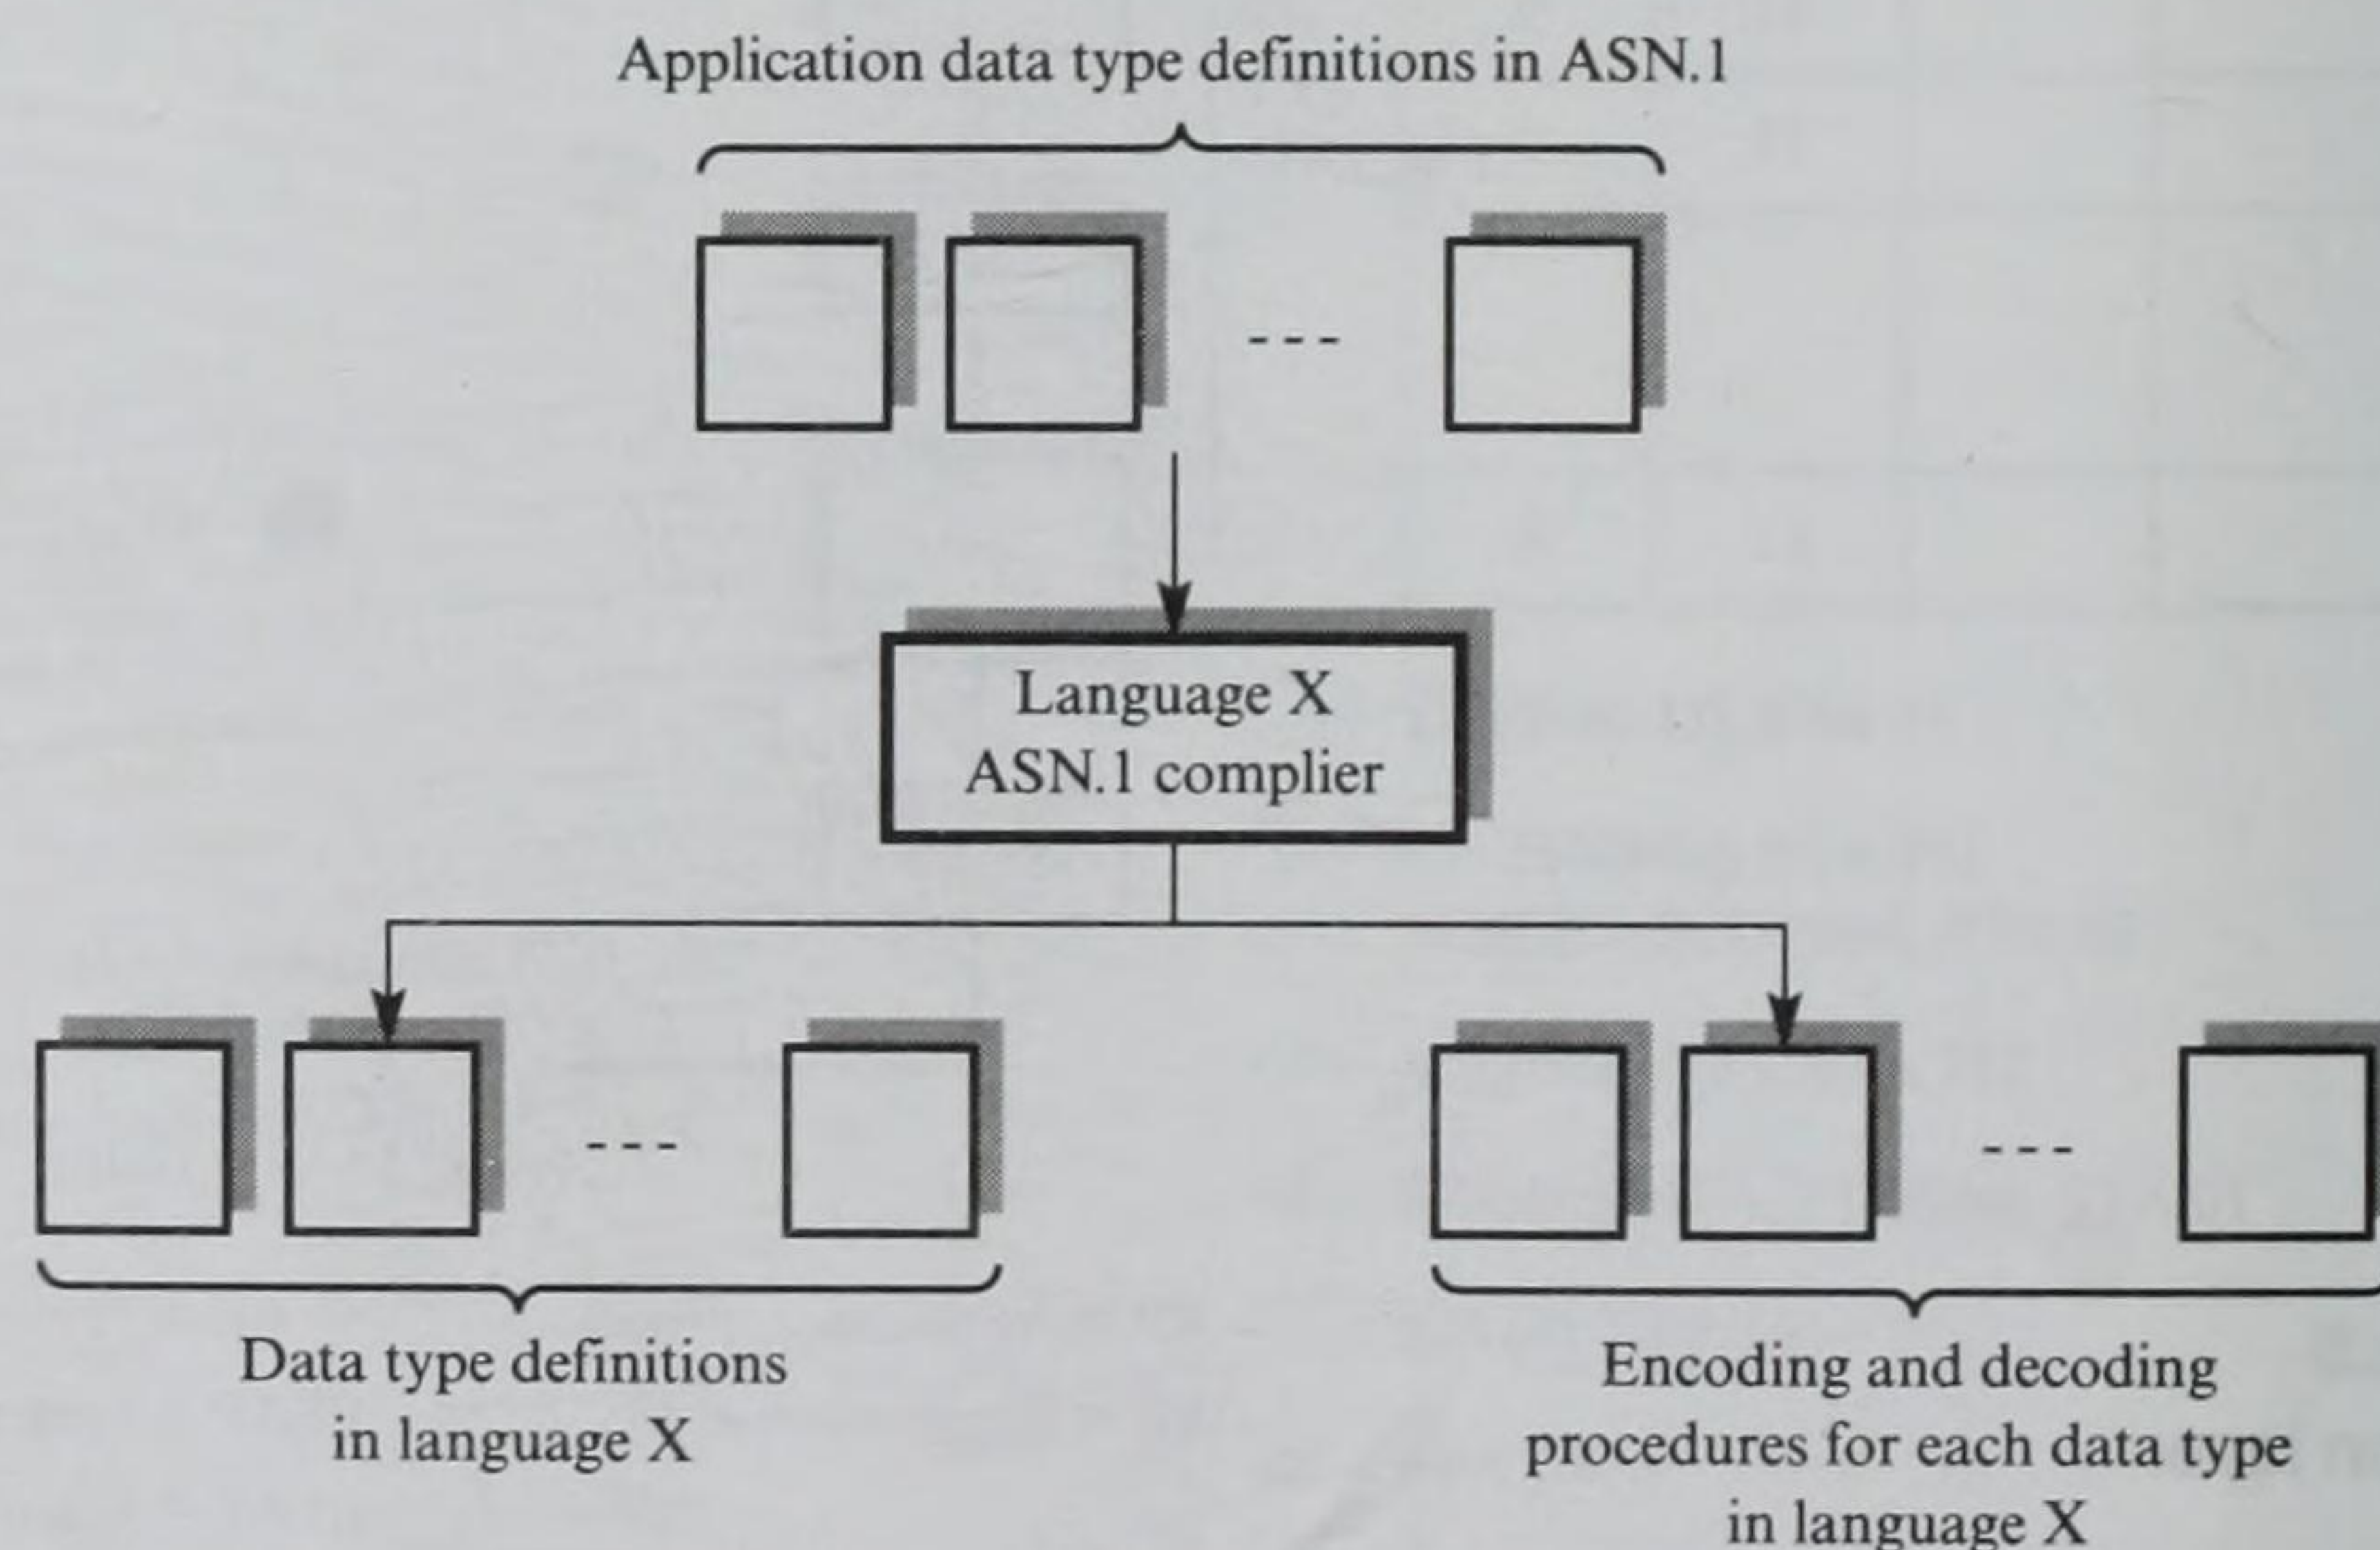 Application data type definitions in ASN.1
Language X
ASN.1 complier
Data type definitions
in language X
Encoding and decoding
procedures for each data type
in language X